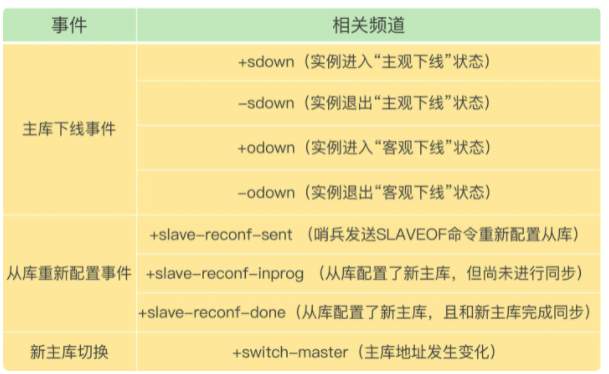 事件
相关频道
主库下线事件
+sdown（实例进入“主观下线”状态）
-sdown（实例退出“主观下线”状态）
+odown（实例进入“客观下线”状态）
-odown（实例退出“客观下线”状态）
从库重新配置事件
+slave-reconf-sent （哨兵发送SLAVEOF命令重新配置从库）
+slave-reconf-inprog （从库配置了新主库，但尚未进行同步）
+slave-reconf-done（从库配置了新主库，且和新主库完成同步）
新主库切换
+switch-master（主库地址发生变化）